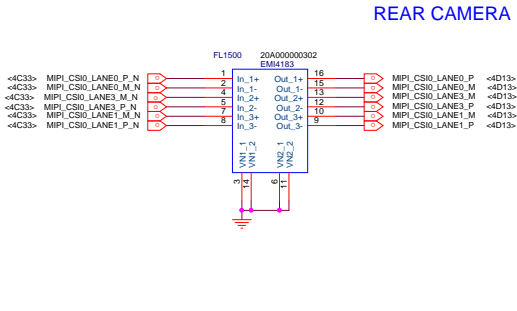 REAR CAMERA
FL1500 20A000000302
EMI4183
<4C33> MIPI_CSI0_LANE0_P_N 1 In_1+ Out_1+ 16 MIPI_CSI0_LANE0_P <4D13>
<4C33> MIPI_CSI0_LANE0_M_N 2 In_1- Out_1- 15 MIPI_CSI0_LANE0_M <4D13>
<4C33> MIPI_CSI0_LANE3_M_N 4 In_2+ Out_2+ 13 MIPI_CSI0_LANE3_M <4D13>
<4C33> MIPI_CSI0_LANE3_P_N 5 In_2- Out_2- 12 MIPI_CSI0_LANE3_P <4D13>
<4C33> MIPI_CSI0_LANE1_M_N 7 In_3+ Out_3+ 10 MIPI_CSI0_LANE1_M <4D13>
<4C33> MIPI_CSI0_LANE1_P_N 8 In_3- Out_3- 9 MIPI_CSI0_LANE1_P <4D13>
VN1_1 VN1_2 VN2_1 VN2_2
3 14 6 11